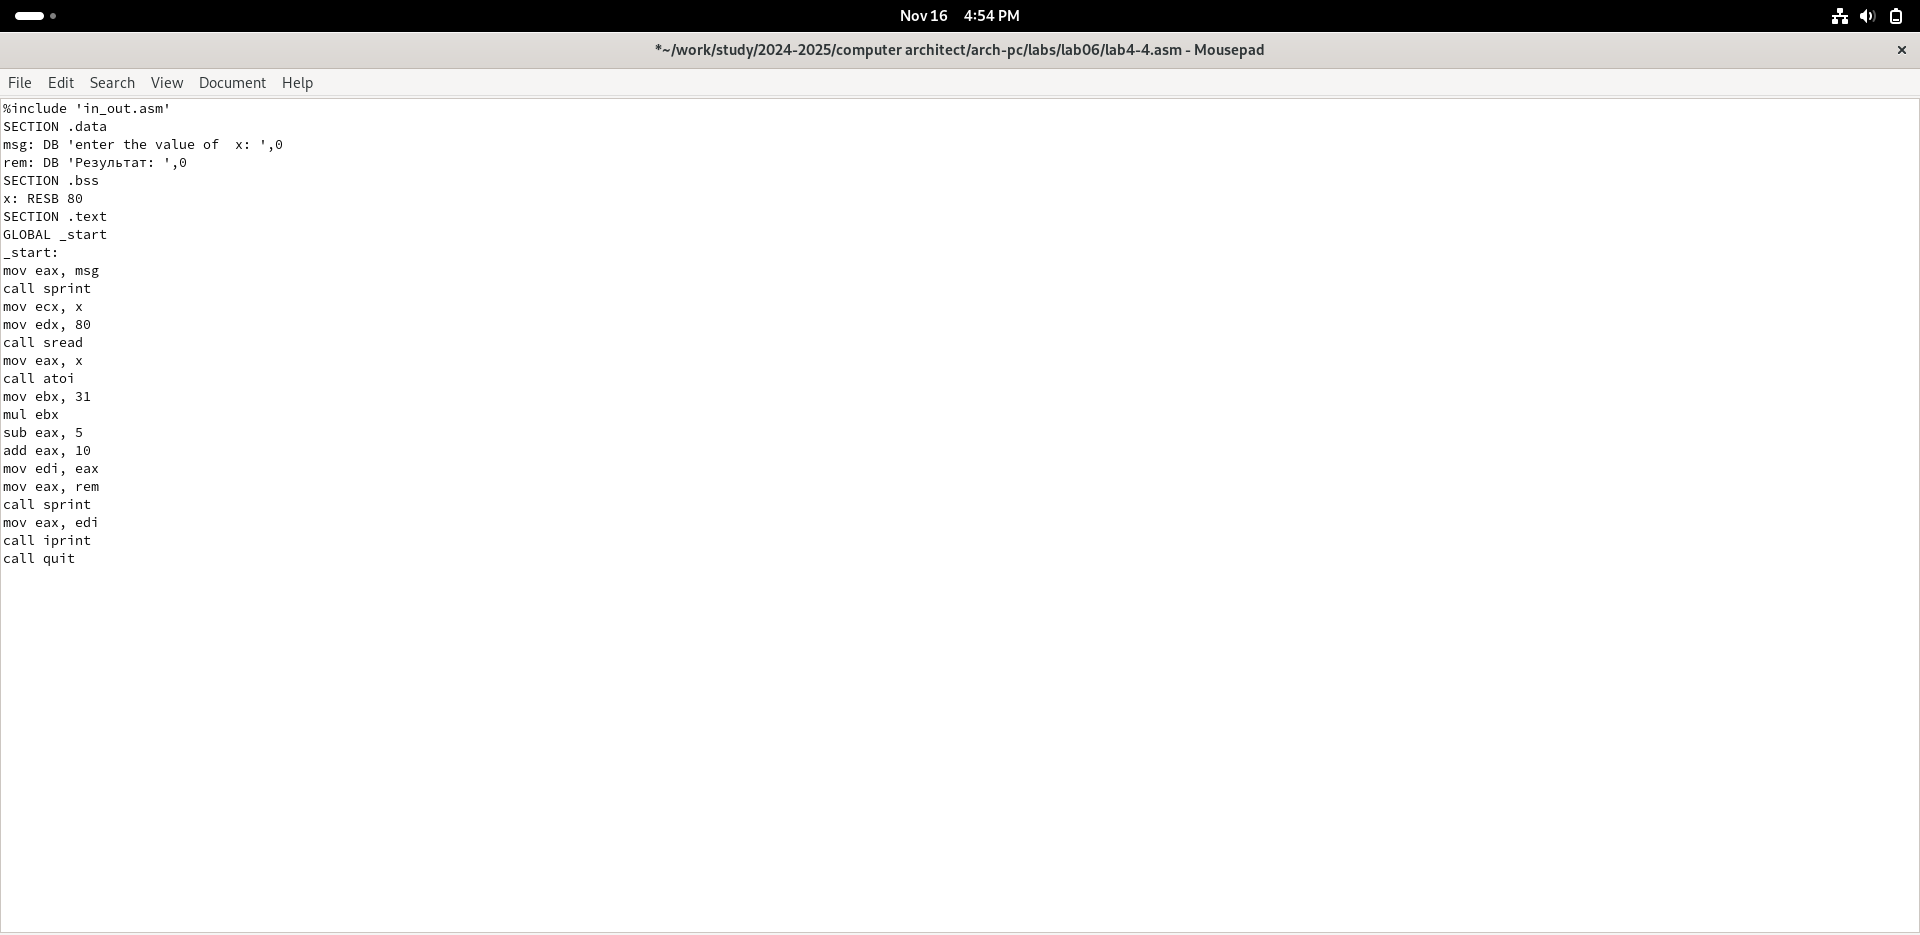 Nov 16 4:54 PM
*~/work/study/2024-2025/computer architect/arch-pc/labs/lab06/lab4-4.asm - Mousepad
File Edit Search View Document Help
%include 'in_out.asm'
SECTION .data
msg: DB 'enter the value of  x: ',0
rem: DB 'Результат: ',0
SECTION .bss
x: RESB 80
SECTION .text
GLOBAL _start
_start:
mov eax, msg
call sprint
mov ecx, x
mov edx, 80
call sread
mov eax, x
call atoi
mov ebx, 31
mul ebx
sub eax, 5
add eax, 10
mov edi, eax
mov eax, rem
call sprint
mov eax, edi
call iprint
call quit